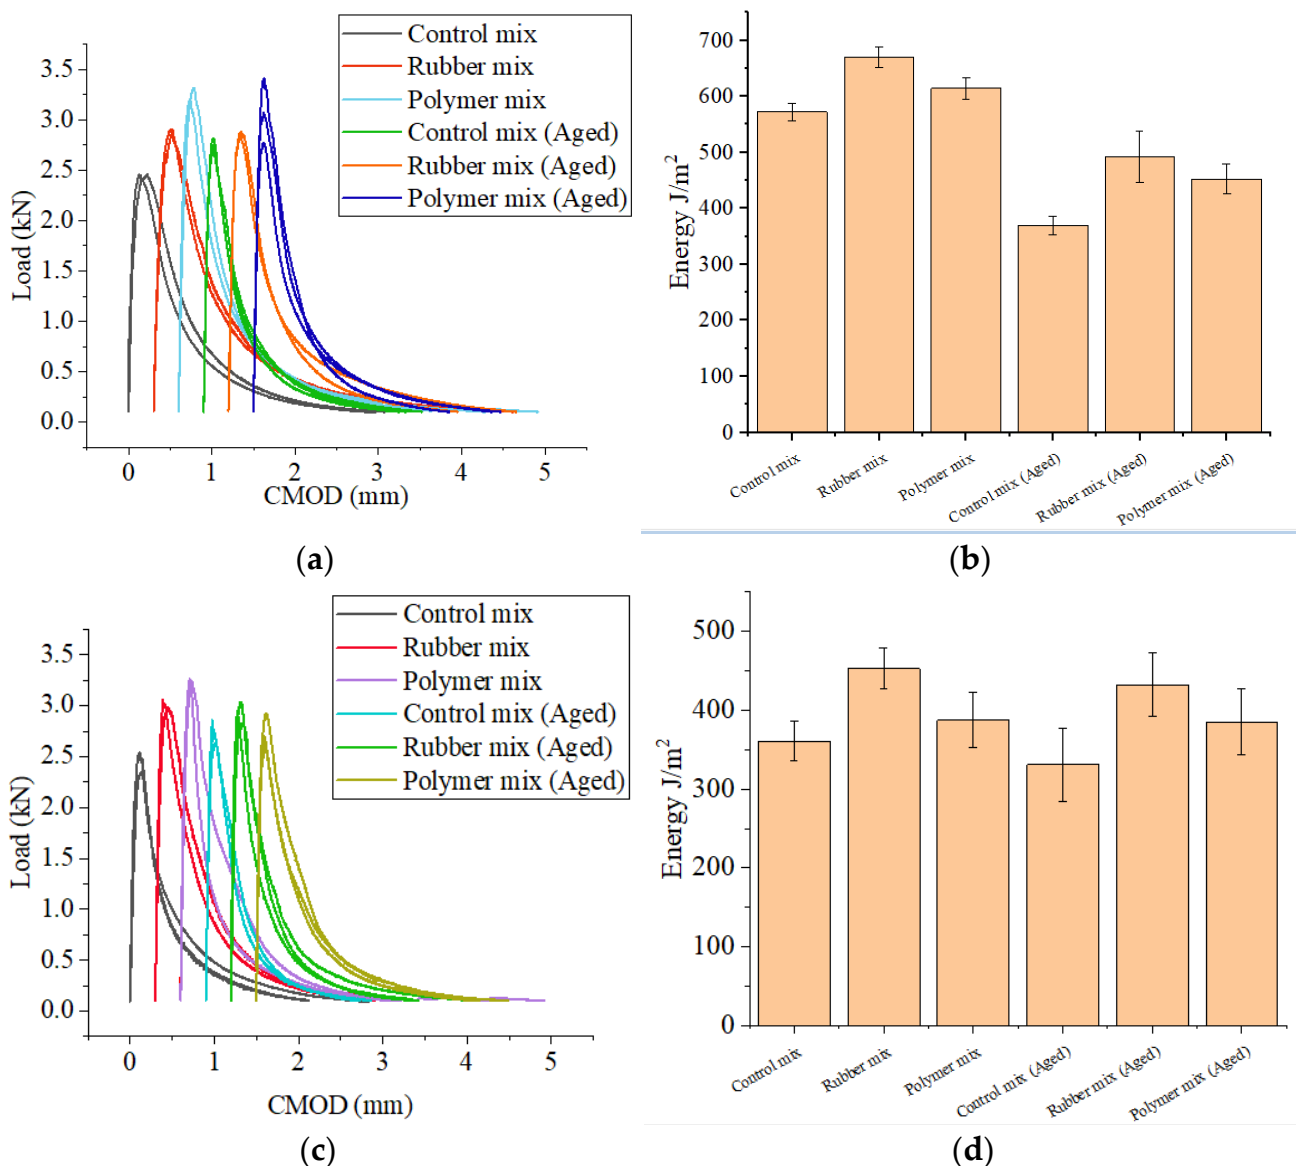 Control mix
Rubber mix
Polymer mix
Control mix (Aged)
Rubber mix (Aged)
Polymer mix (Aged)
3.5
3.0
2.5
2.0
1.5
1.0
0.5
0.0
Load (kN)
0 1 2 3 4 5
CMOD (mm)
(a)
700
600
500
400
300
200
100
0
Energy J/m²
Control mix
Rubber mix
Polymer mix
Control mix (Aged)
Rubber mix (Aged)
Polymer mix (Aged)
(b)
Control mix
Rubber mix
Polymer mix
Control mix (Aged)
Rubber mix (Aged)
Polymer mix (Aged)
3.5
3.0
2.5
2.0
1.5
1.0
0.5
0.0
Load (kN)
0 1 2 3 4 5
CMOD (mm)
(c)
500
400
300
200
100
0
Energy J/m²
Control mix
Rubber mix
Polymer mix
Control mix (Aged)
Rubber mix (Aged)
Polymer mix (Aged)
(d)